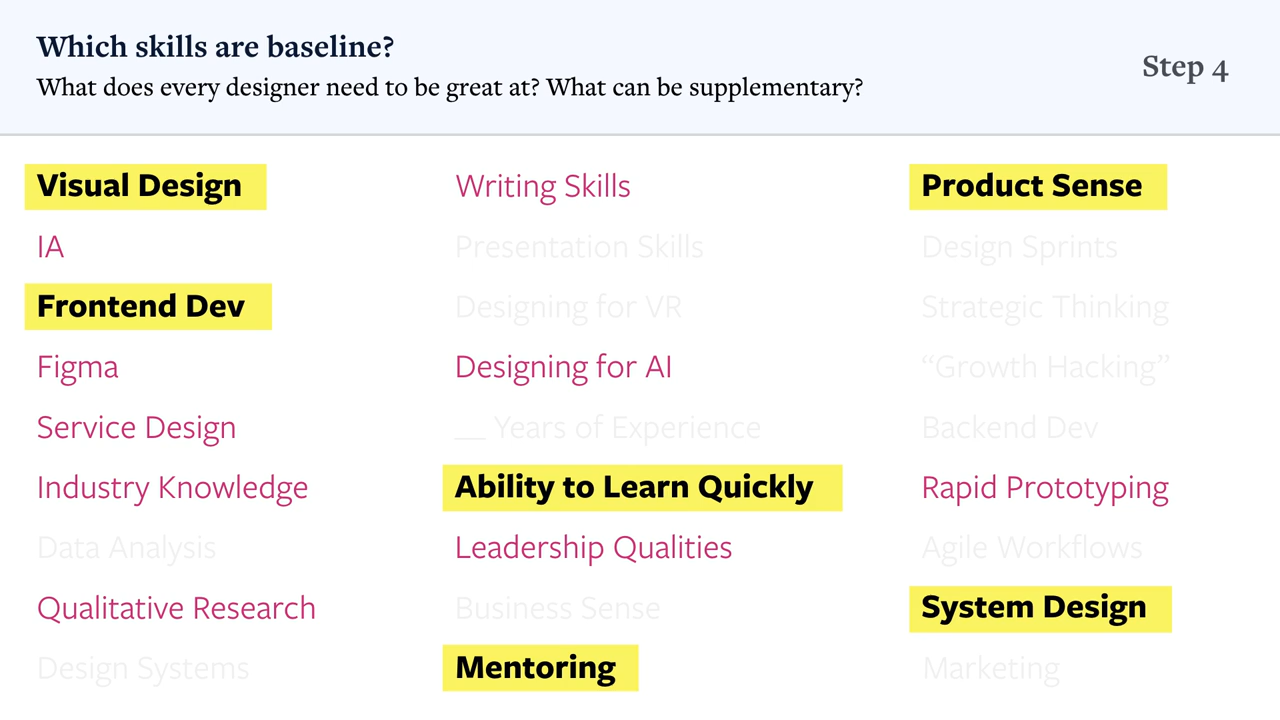 Which skills are baseline?
What does every designer need to be great at? What can be supplementary?
Step 4
Visual Design
IA
Frontend Dev
Figma
Service Design
Industry Knowledge
Data Analysis
Qualitative Research
Design Systems
Writing Skills
Presentation Skills
Designing for VR
Designing for AI
__ Years of Experience
Ability to Learn Quickly
Leadership Qualities
Business Sense
Mentoring
Product Sense
Design Sprints
Strategic Thinking
“Growth Hacking”
Backend Dev
Rapid Prototyping
Agile Workflows
System Design
Marketing